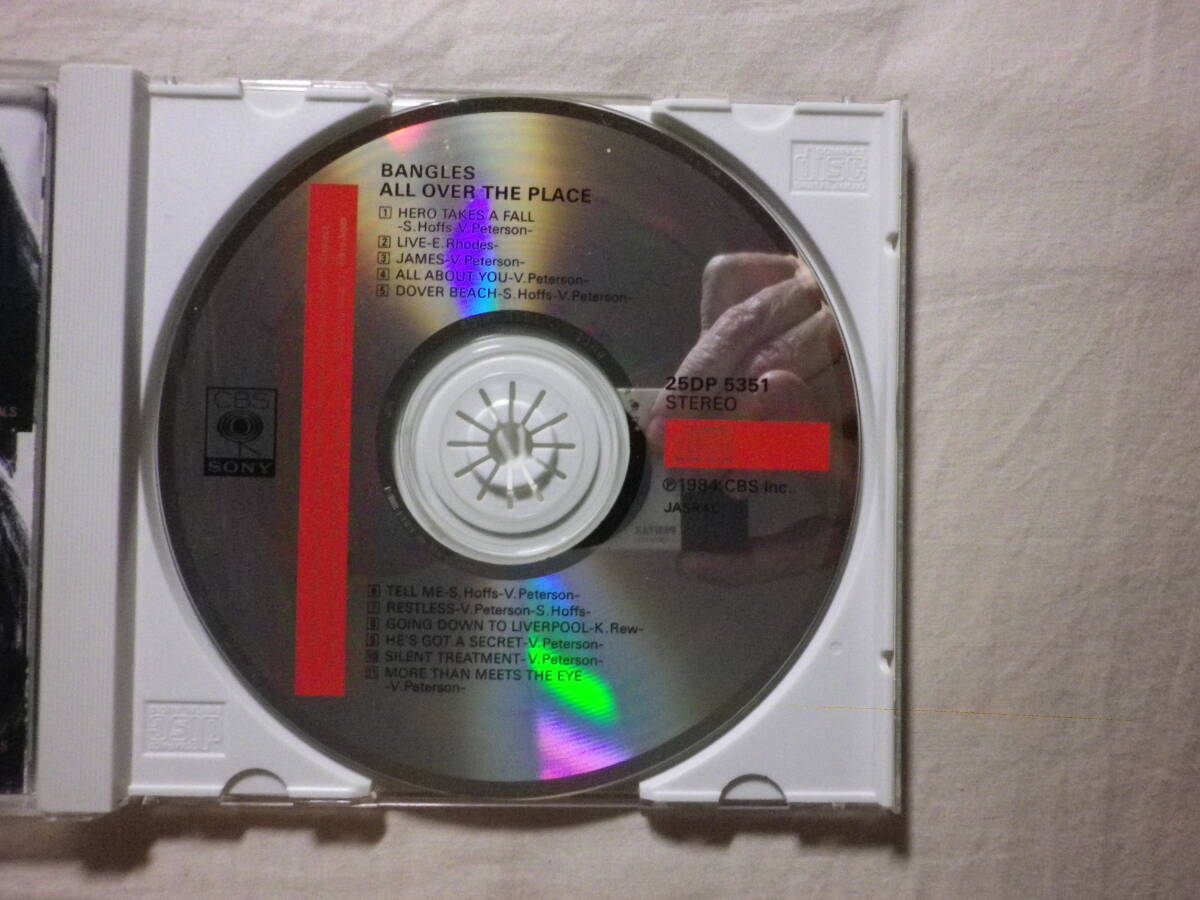 BANGLES
ALL OVER THE PLACE
1 HERO TAKES A FALL
-S.Hoffs-V.Peterson-
2 LIVE-E.Rhodes-
3 JAMES-V.Peterson-
4 ALL ABOUT YOU-V.Peterson-
5 DOVER BEACH-S.Hoffs-V.Peterson-
25DP 5351
STEREO
CBS
SONY
℗1984 CBS Inc.
JASRAC
6 TELL ME-S.Hoffs-V.Peterson-
7 RESTLESS-V.Peterson-S.Hoffs-
8 GOING DOWN TO LIVERPOOL-K.Rew-
9 HE'S GOT A SECRET-V.Peterson-
10 SILENT TREATMENT-V.Peterson-
11 MORE THAN MEETS THE EYE
-V.Peterson-
COMPACT
disc
ALS
S